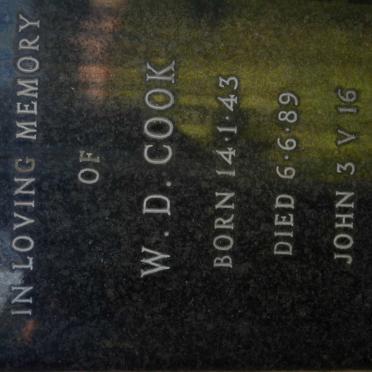 IN LOVING MEMORY
OF
W. D. COOK
BORN 14·1·43
DIED 6·6·89
JOHN 3 V 16